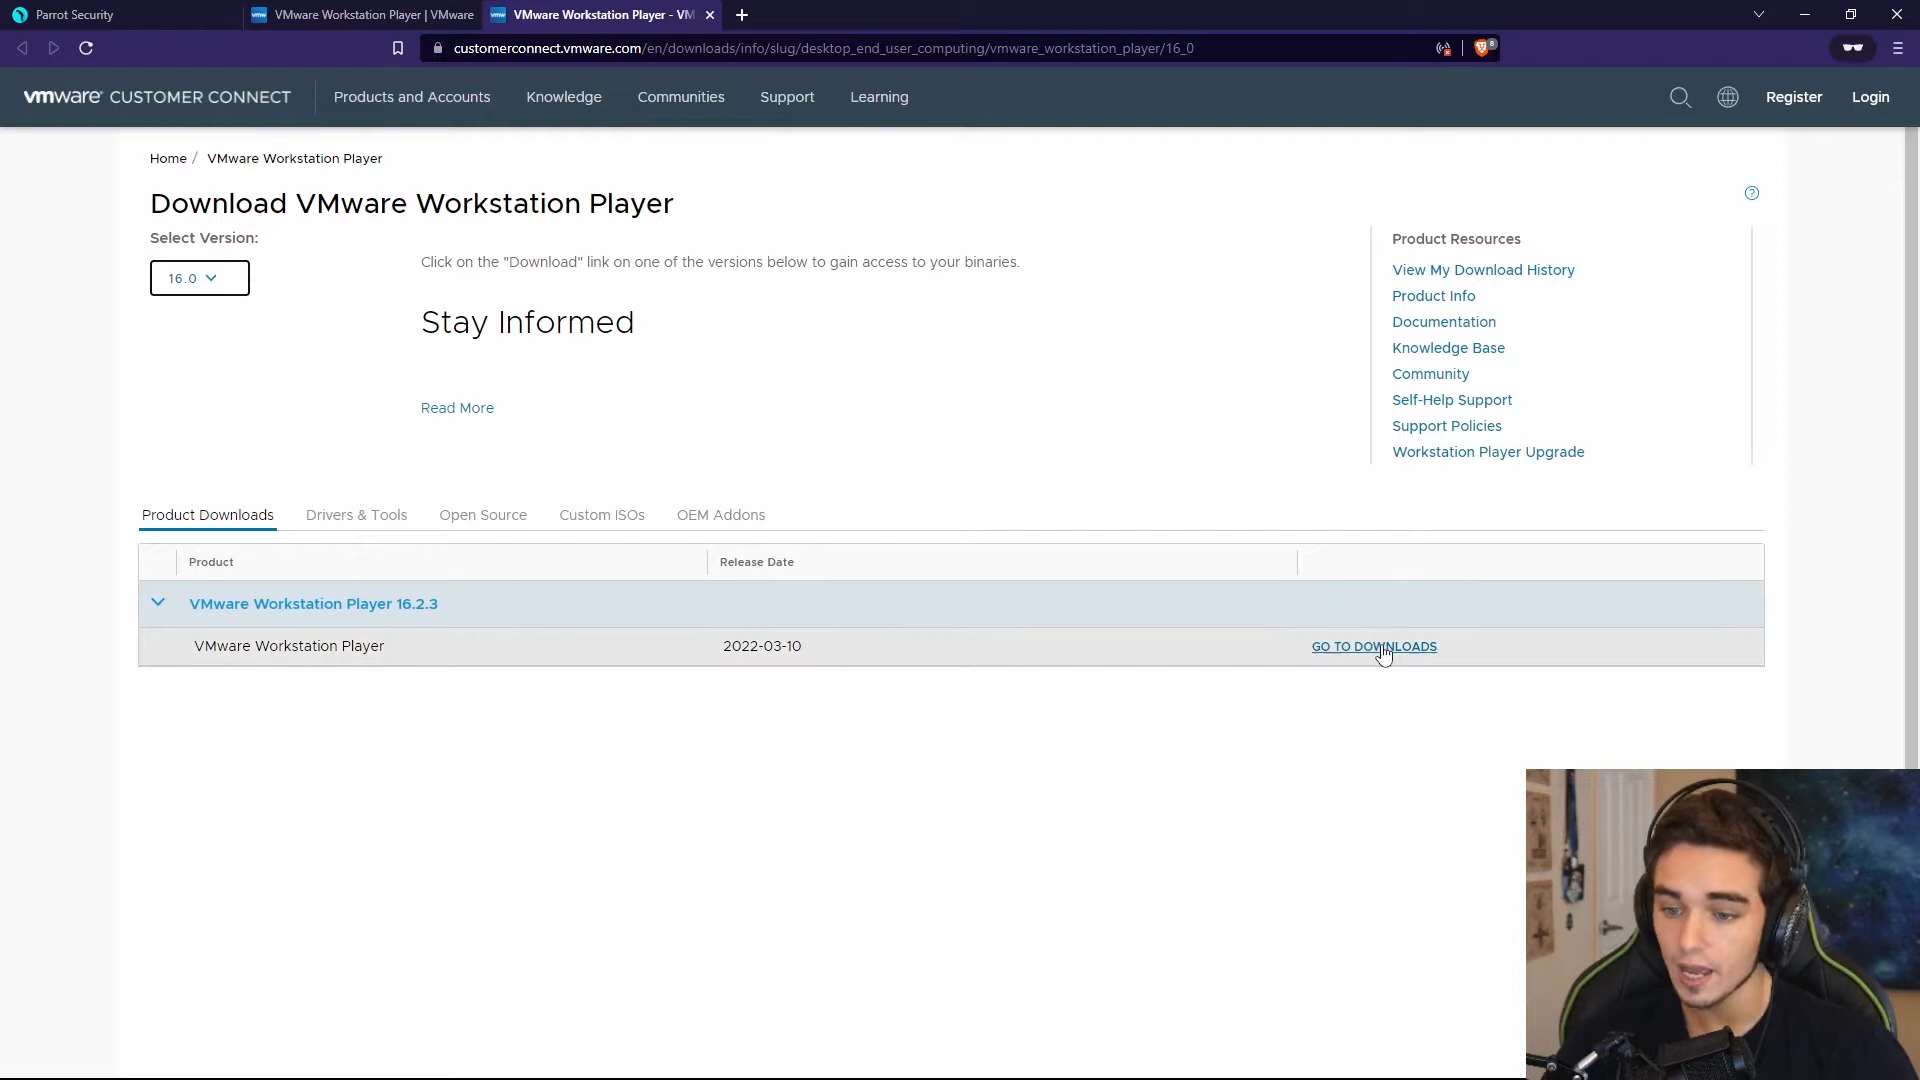 Parrot Security
VMware Workstation Player | VMware
VMware Workstation Player - VM
customerconnect.vmware.com/en/downloads/info/slug/desktop_end_user_computing/vmware_workstation_player/16_0
8
vmware® CUSTOMER CONNECT
Products and Accounts
Knowledge
Communities
Support
Learning
Register
Login
Home / VMware Workstation Player
Download VMware Workstation Player
Select Version:
16.0
Click on the "Download" link on one of the versions below to gain access to your binaries.
Stay Informed
Read More
Product Resources
View My Download History
Product Info
Documentation
Knowledge Base
Community
Self-Help Support
Support Policies
Workstation Player Upgrade
Product Downloads
Drivers & Tools
Open Source
Custom ISOs
OEM Addons
Product
Release Date
VMware Workstation Player 16.2.3
VMware Workstation Player
2022-03-10
GO TO DOWNLOADS